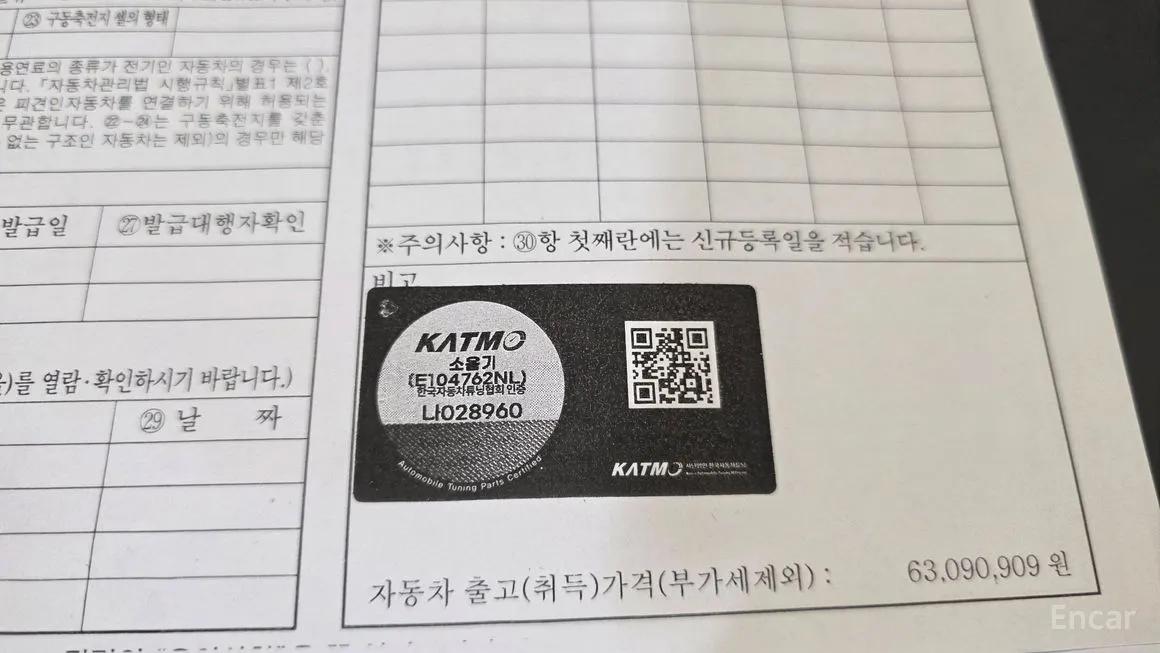 ㉓ 구동축전지 셀의 형태
용연료의 종류가 전기인 자동차의 경우는 ( ),
니다. 「자동차관리법 시행규칙」별표1 제2호
은 피견인자동차를 연결하기 위해 허용되는
무관합니다. ㉒~㉔는 구동축전지를 갖춘
없는 구조인 자동차는 제외)의 경우만 해당
발급일
㉗발급대행자확인
)를 열람·확인하시기 바랍니다.)
㉙ 날 짜
※주의사항 : ㉚항 첫째란에는 신규등록일을 적습니다.
비고
KATMO
소음기
(E104762NL)
한국자동차튜닝협회 인증
나028960
Automobile Tuning Parts Certified
KATMO
자동차 출고(취득)가격(부가세제외) : 63,090,909 원
Encar